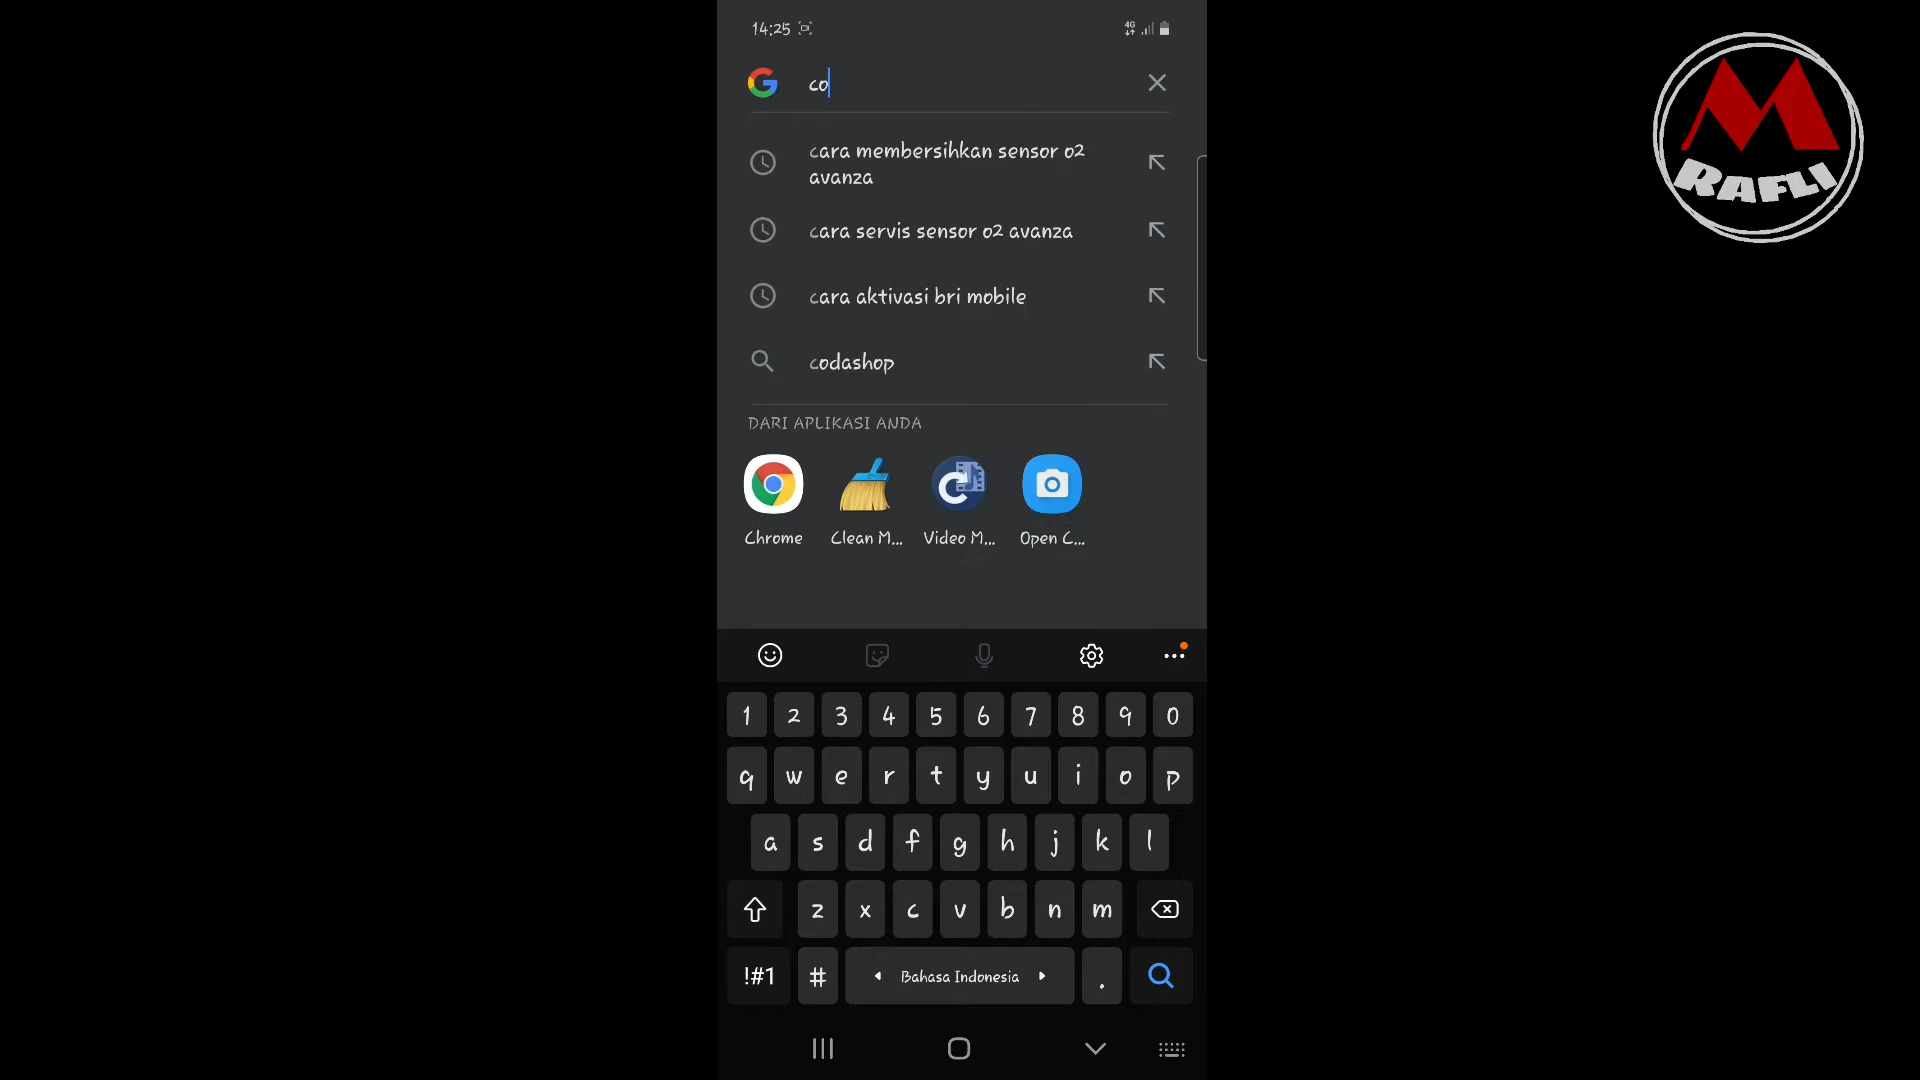 14:25
4G
co
cara membersihkan sensor o2
avanza
cara servis sensor o2 avanza
cara aktivasi bri mobile
codashop
DARI APLIKASI ANDA
Chrome Clean M... Video M... Open C...
1 2 3 4 5 6 7 8 9 0
q w e r t y u i o p
a s d f g h j k l
z x c v b n m
!#1 # Bahasa Indonesia .
M
RAFLI